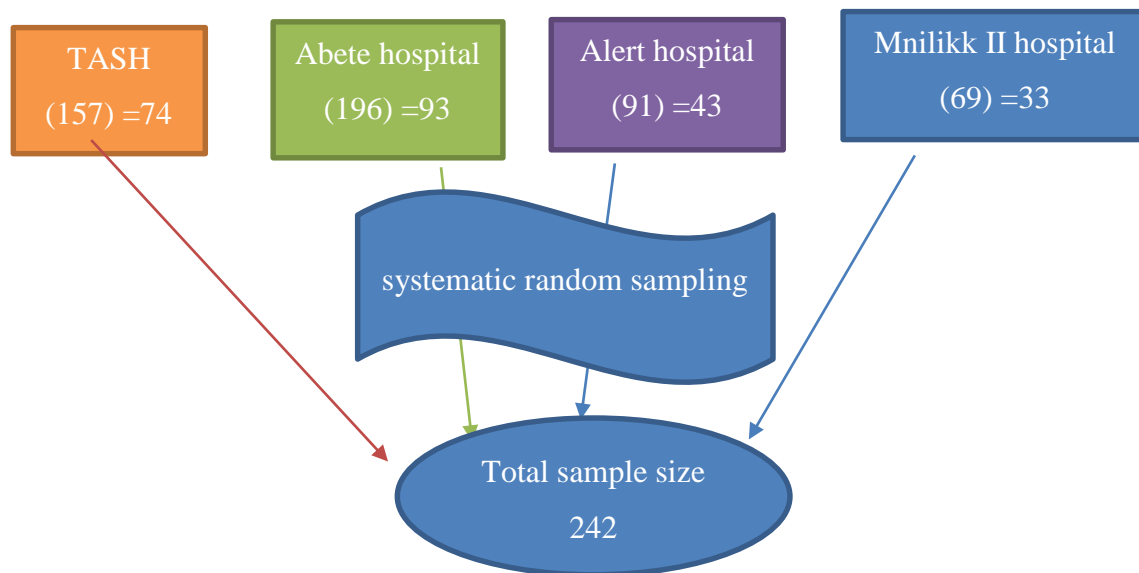 TASH
(157) =74
Abete hospital
(196) =93
Alert hospital
(91) =43
Mnilikk II hospital
(69) =33
systematic random sampling
Total sample size
242